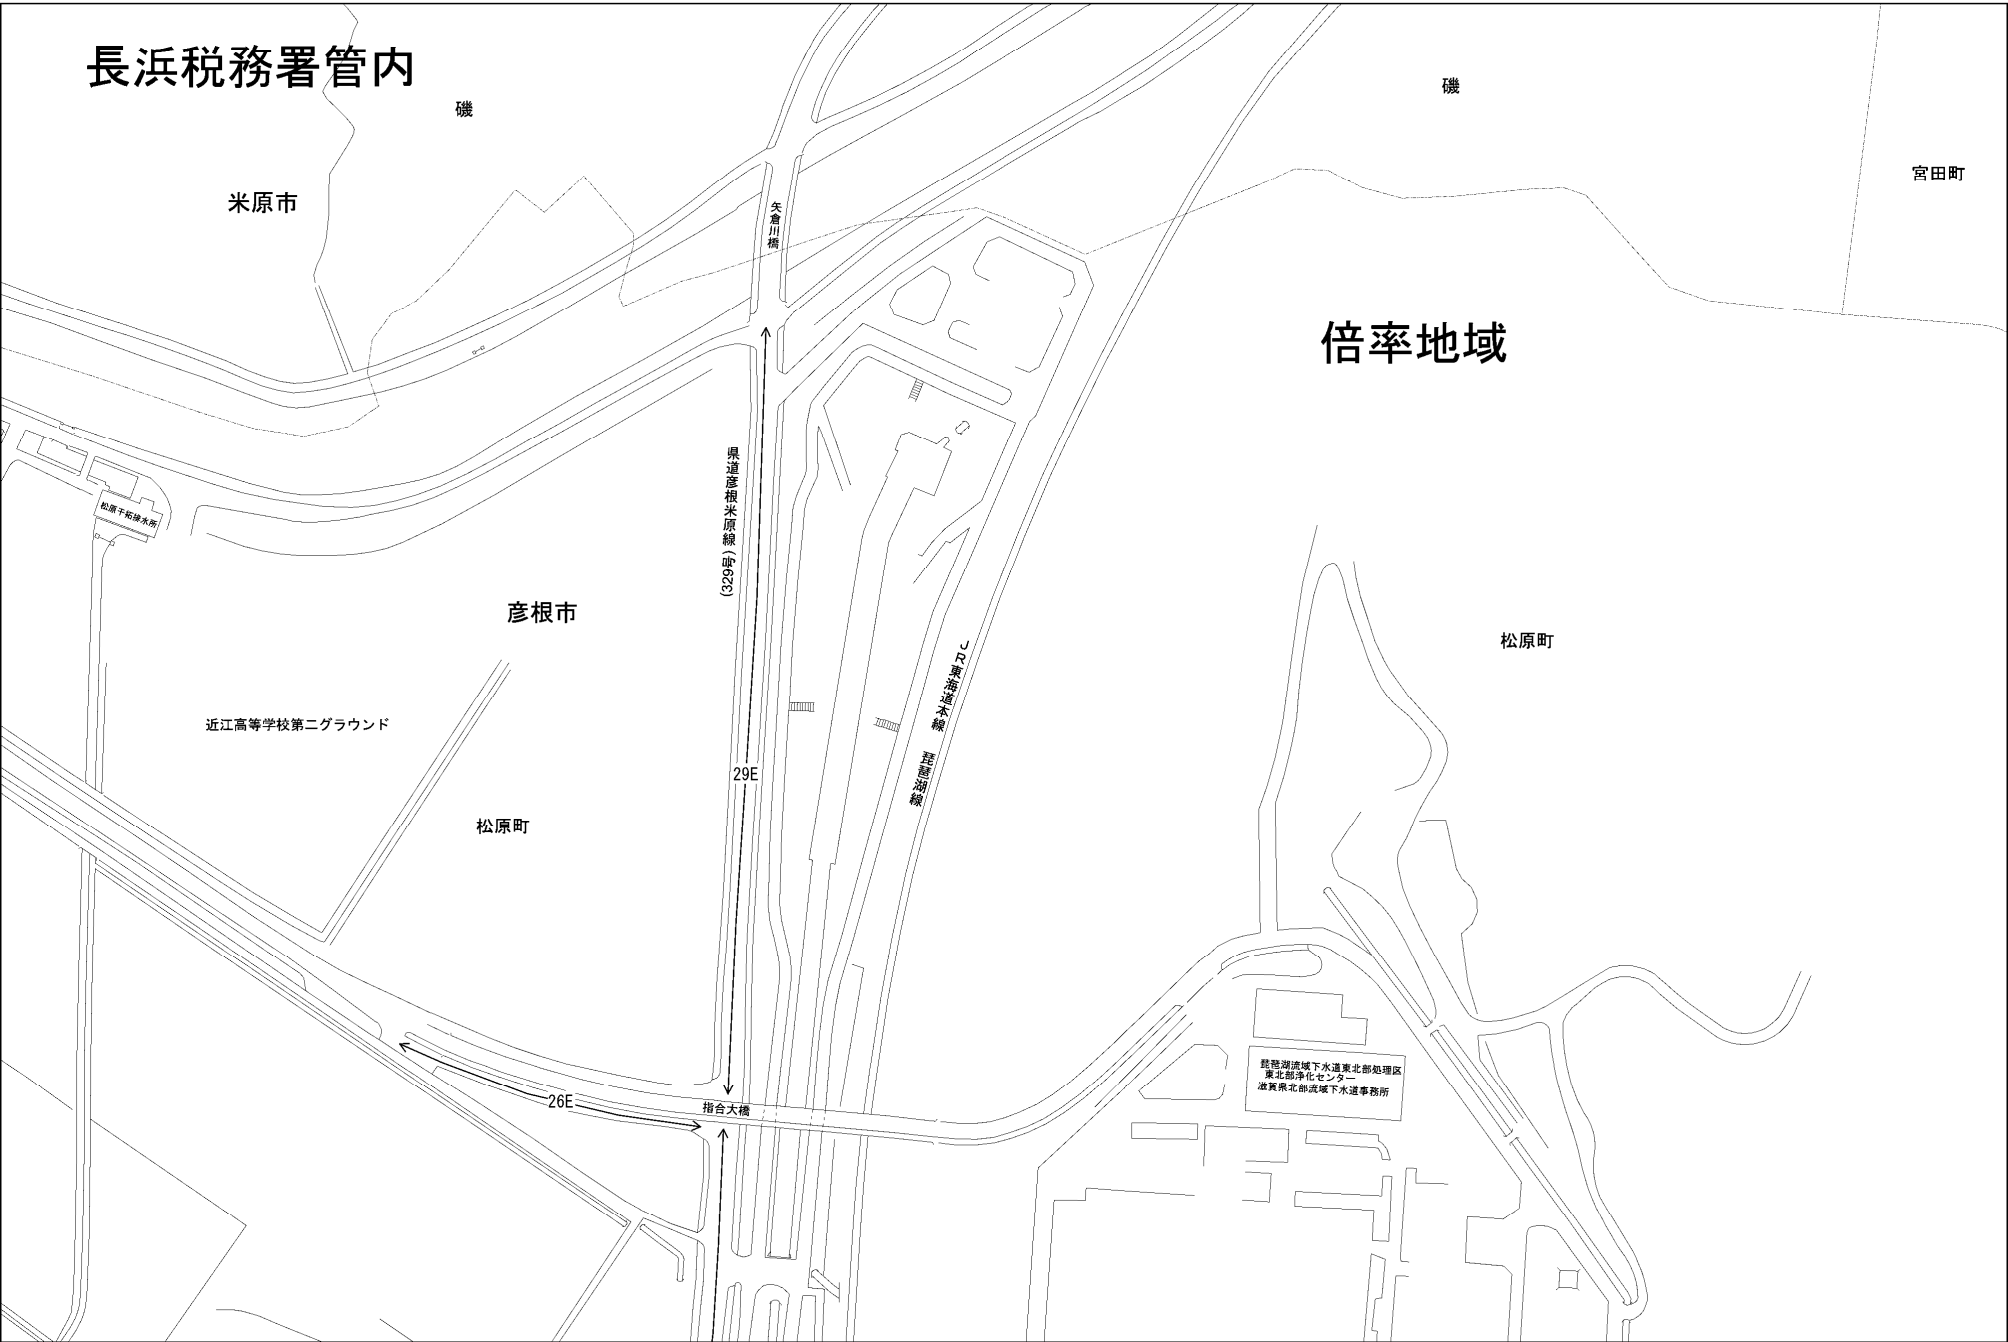 長浜税務署管内
磯
磯
宮田町
米原市
矢倉川橋
倍率地域
県道彦根米原線(329号)
松原干拓排水所
彦根市
松原町
JR東海道本線 琵琶湖線
近江高等学校第二グラウンド
29E
松原町
琵琶湖流域下水道東北部処理区
東北部浄化センター
滋賀県北部流域下水道事務所
26E
指合大橋